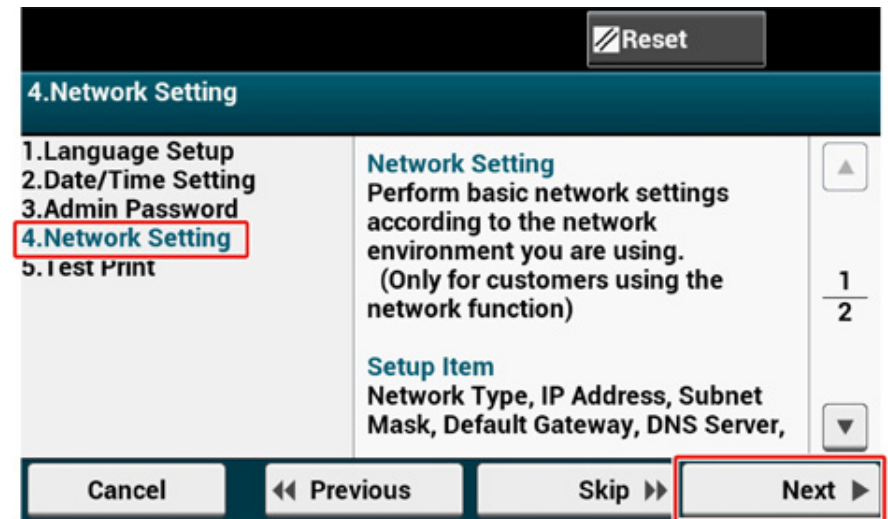 Reset
4.Network Setting
1.Language Setup
2.Date/Time Setting
3.Admin Password
4.Network Setting
5.Test Print
Network Setting
Perform basic network settings
according to the network
environment you are using.
(Only for customers using the
network function)
Setup Item
Network Type, IP Address, Subnet
Mask, Default Gateway, DNS Server,
1
2
Cancel
Previous
Skip
Next